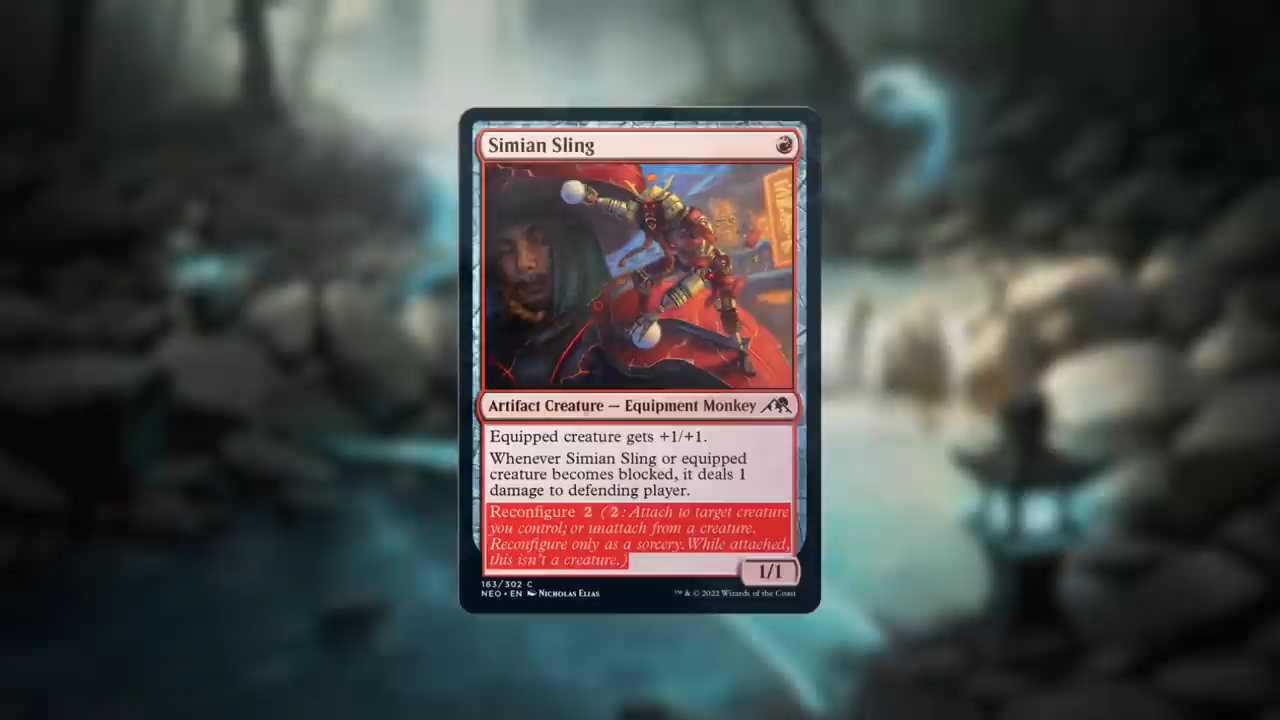 Simian Sling
Artifact Creature — Equipment Monkey
Equipped creature gets +1/+1.
Whenever Simian Sling or equipped
creature becomes blocked, it deals 1
damage to defending player.
Reconfigure 2 (2: Attach to target creature
you control; or unattach from a creature.
Reconfigure only as a sorcery. While attached,
this isn't a creature.)
1/1
163/302 C
NEO • EN Nicholas Elias
™ & © 2022 Wizards of the Coast